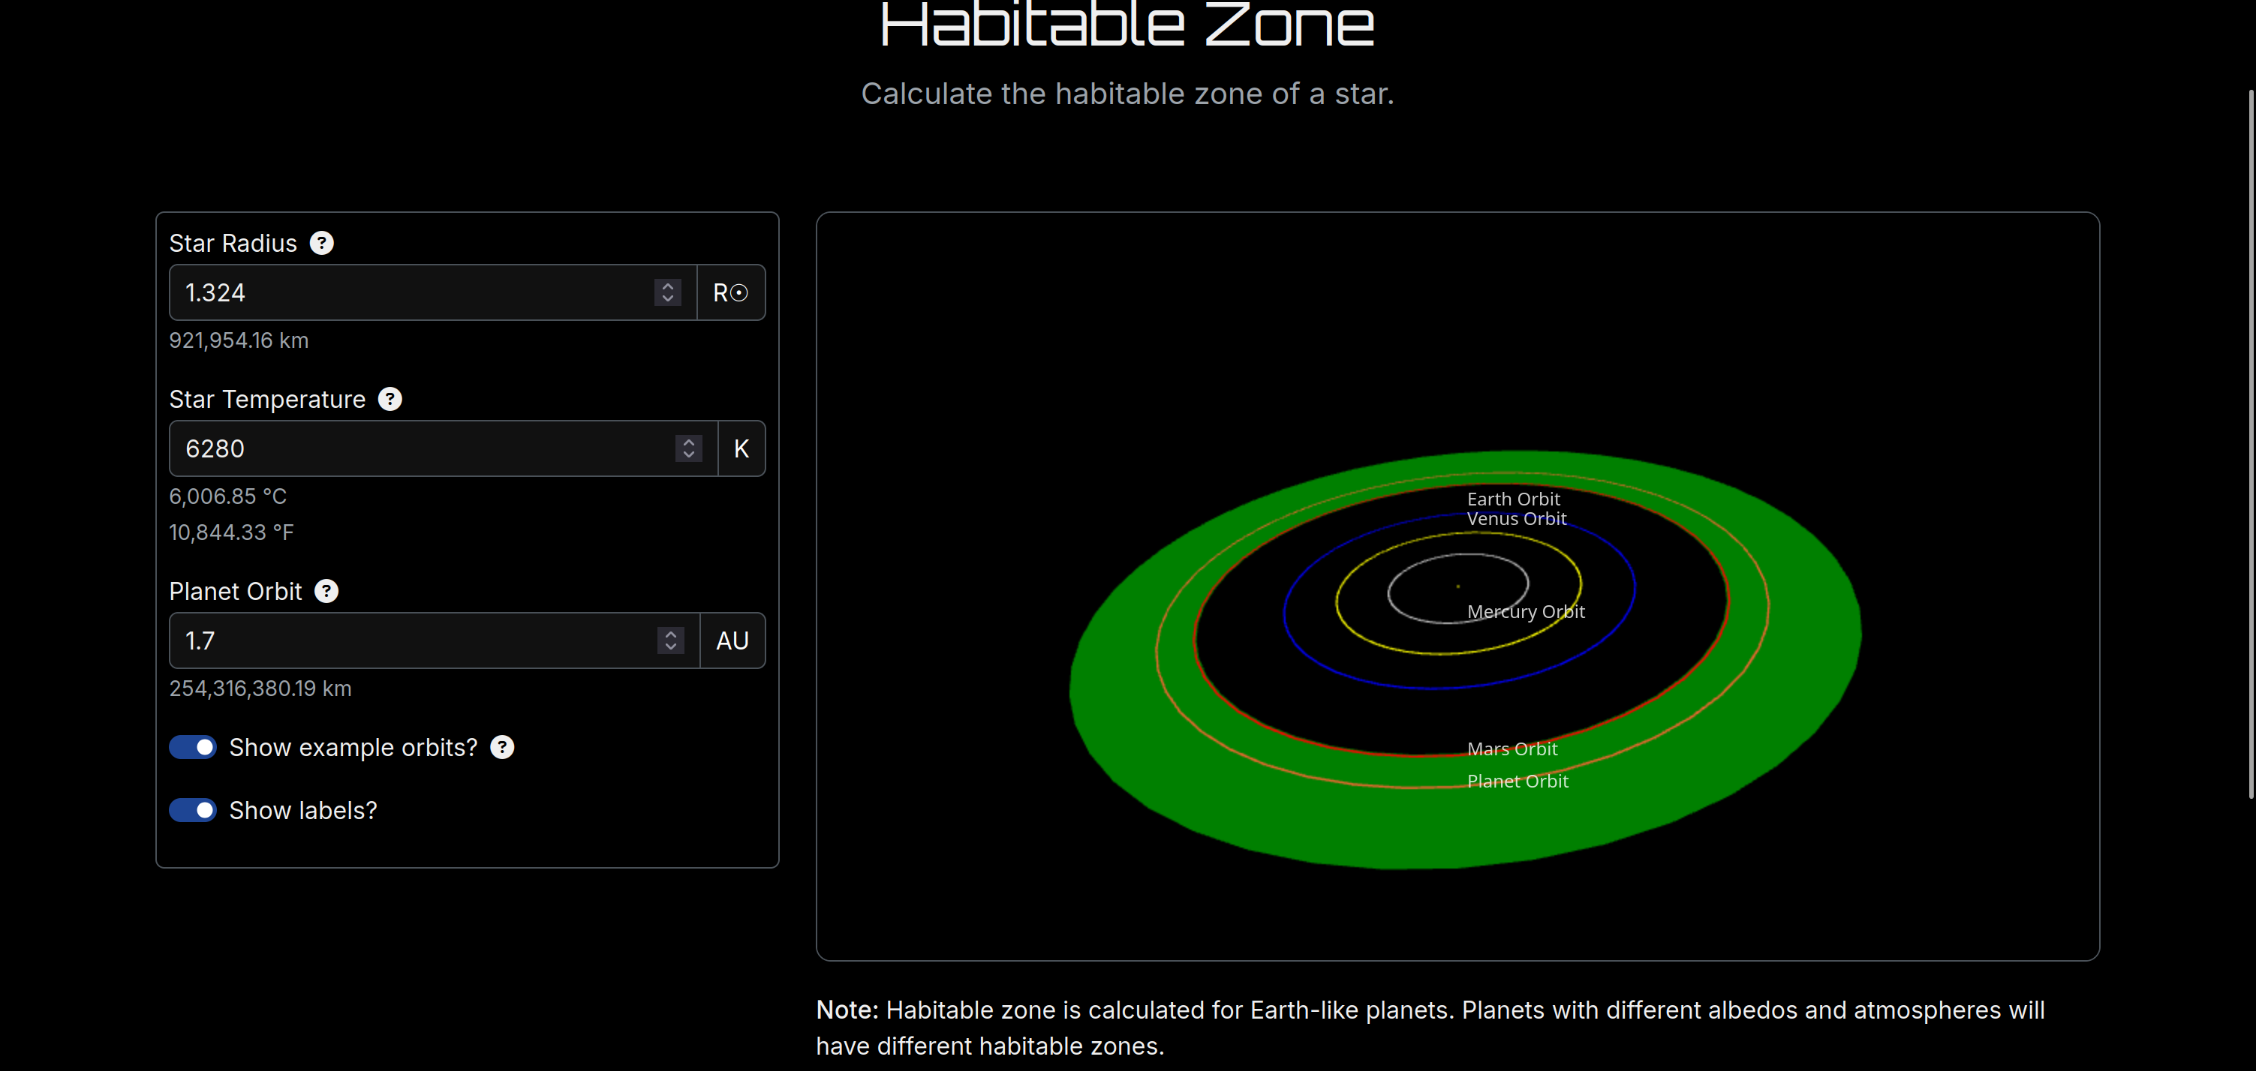 Habitable Zone
Calculate the habitable zone of a star.
Star Radius ?
1.324 R☉
921,954.16 km
Star Temperature ?
6280 K
6,006.85 °C
10,844.33 °F
Planet Orbit ?
1.7 AU
254,316,380.19 km
Show example orbits? ?
Show labels?
Earth Orbit
Venus Orbit
Mercury Orbit
Mars Orbit
Planet Orbit
Note: Habitable zone is calculated for Earth-like planets. Planets with different albedos and atmospheres will
have different habitable zones.